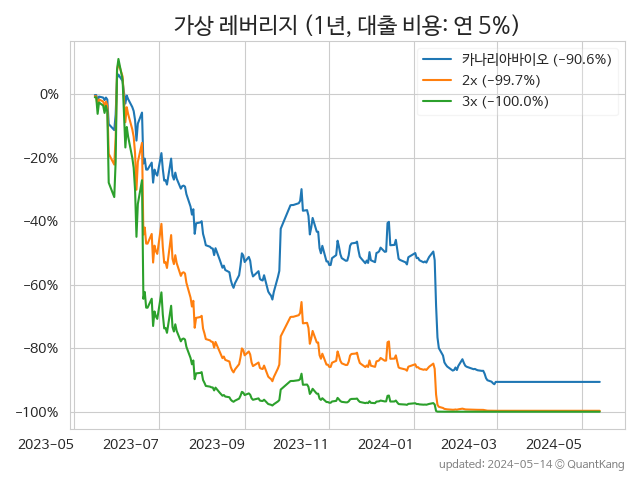 가상 레버리지 (1년, 대출 비용: 연 5%)
카나리아바이오 (−90.6%)
2x (−99.7%)
3x (−100.0%)
0%
−20%
−40%
−60%
−80%
−100%
2023-05 2023-07 2023-09 2023-11 2024-01 2024-03 2024-05
updated: 2024-05-14 © QuantKang